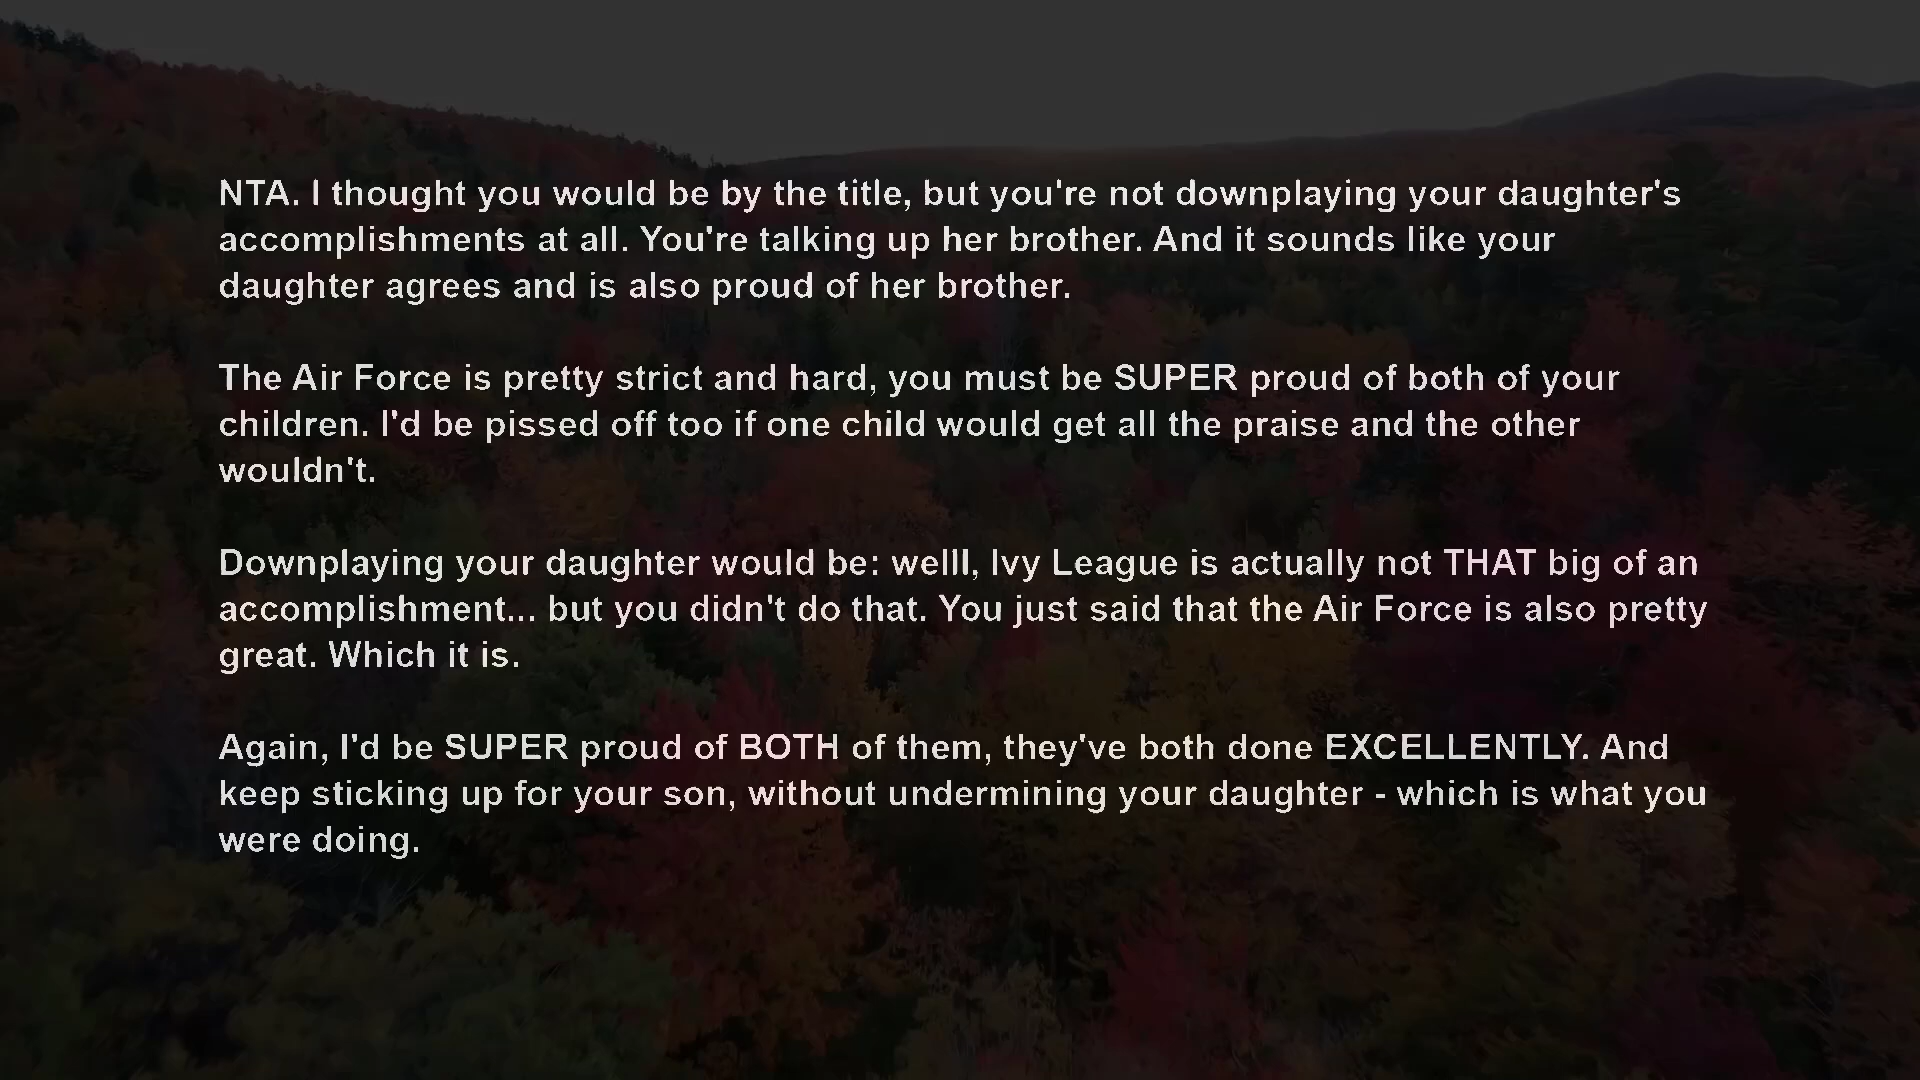 NTA. I thought you would be by the title, but you're not downplaying your daughter's
accomplishments at all. You're talking up her brother. And it sounds like your
daughter agrees and is also proud of her brother.
The Air Force is pretty strict and hard, you must be SUPER proud of both of your
children. I'd be pissed off too if one child would get all the praise and the other
wouldn't.
Downplaying your daughter would be: welll, Ivy League is actually not THAT big of an
accomplishment... but you didn't do that. You just said that the Air Force is also pretty
great. Which it is.
Again, I'd be SUPER proud of BOTH of them, they've both done EXCELLENTLY. And
keep sticking up for your son, without undermining your daughter - which is what you
were doing.